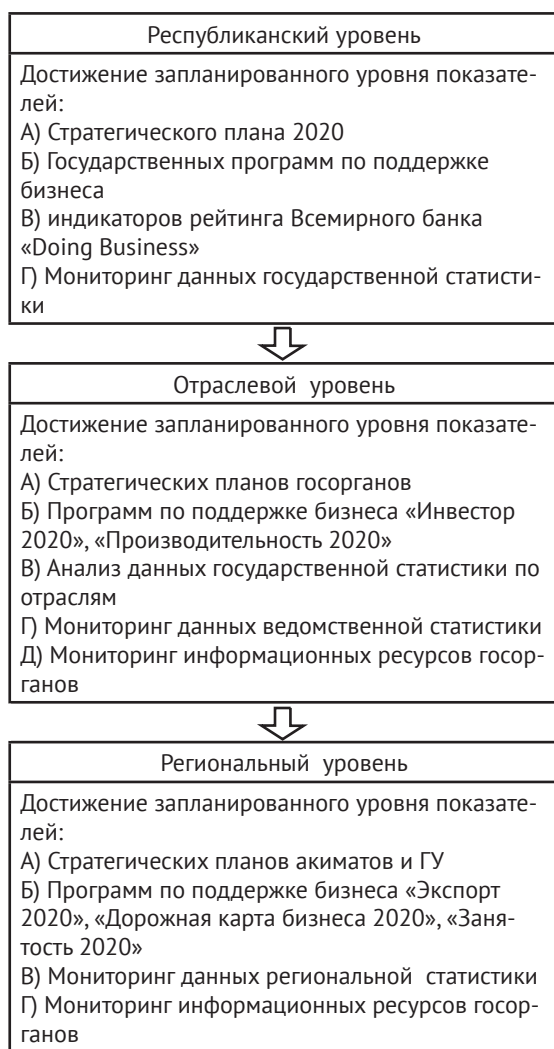 Республиканский уровень
Достижение запланированного уровня показате-
лей:
А) Стратегического плана 2020
Б) Государственных программ по поддержке
бизнеса
В) индикаторов рейтинга Всемирного банка
«Doing Business»
Г) Мониторинг данных государственной статисти-
ки
Отраслевой уровень
Достижение запланированного уровня показате-
лей:
А) Стратегических планов госорганов
Б) Программ по поддержке бизнеса «Инвестор
2020», «Производительность 2020»
В) Анализ данных государственной статистики по
отраслям
Г) Мониторинг данных ведомственной статистики
Д) Мониторинг информационных ресурсов госор-
ганов
Региональный уровень
Достижение запланированного уровня показате-
лей:
А) Стратегических планов акиматов и ГУ
Б) Программ по поддержке бизнеса «Экспорт
2020», «Дорожная карта бизнеса 2020», «Заня-
тость 2020»
В) Мониторинг данных региональной статистики
Г) Мониторинг информационных ресурсов госор-
ганов